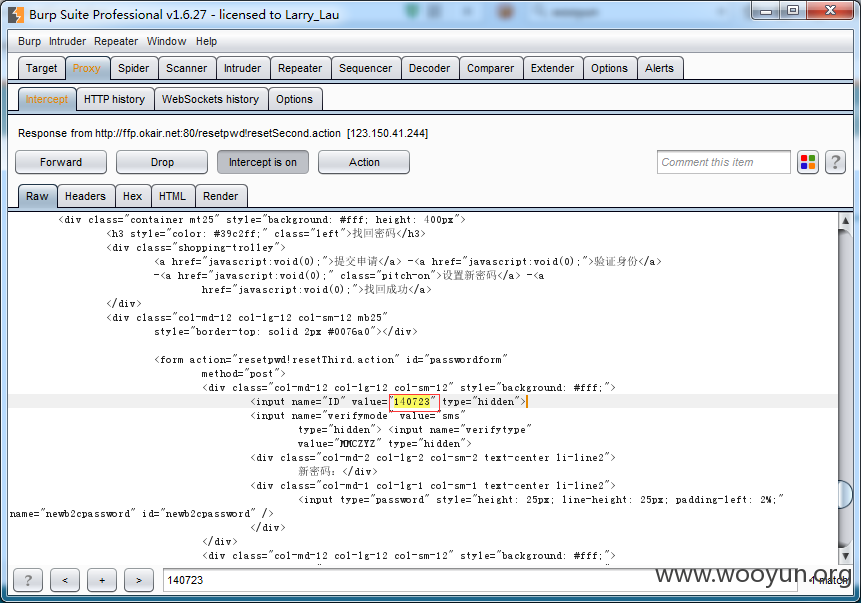 Burp Suite Professional v1.6.27 - licensed to Larry_Lau
Burp Intruder Repeater Window Help
Target Proxy Spider Scanner Intruder Repeater Sequencer Decoder Comparer Extender Options Alerts
Intercept HTTP history WebSockets history Options
Response from http://ffp.okair.net:80/resetpwd!resetSecond.action [123.150.41.244]
Forward Drop Intercept is on Action Comment this item ?
Raw Headers Hex HTML Render
<div class="container mt25" style="background: #fff; height: 400px">
<h3 style="color: #39c2ff;" class="left">找回密码</h3>
<div class="shopping-trolley">
<a href="javascript:void(0);">提交申请</a> -<a href="javascript:void(0);">验证身份</a>
-<a href="javascript:void(0);" class="pitch-on">设置新密码</a> -<a
href="javascript:void(0);">找回成功</a>
</div>
<div class="col-md-12 col-lg-12 col-sm-12 mb25"
style="border-top: solid 2px #0076a0"></div>
<form action="resetpwd!resetThird.action" id="passwordform"
method="post">
<div class="col-md-12 col-lg-12 col-sm-12" style="background: #fff;">
<input name="ID" value="140723" type="hidden">
<input name="verifymode" value="sms"
type="hidden"> <input name="verifytype"
value="MMCZYZ" type="hidden">
<div class="col-md-2 col-lg-2 col-sm-2 text-center li-line2">
新密码：</div>
<div class="col-md-1 col-lg-1 col-sm-1 text-center li-line2">
<input type="password" style="height: 25px; line-height: 25px; padding-left: 2%;"
name="newb2cpassword" id="newb2cpassword" />
</div>
</div>
<div class="col-md-12 col-lg-12 col-sm-12" style="background: #fff;">
? < + > 140723 1 match
www.wooyun.org